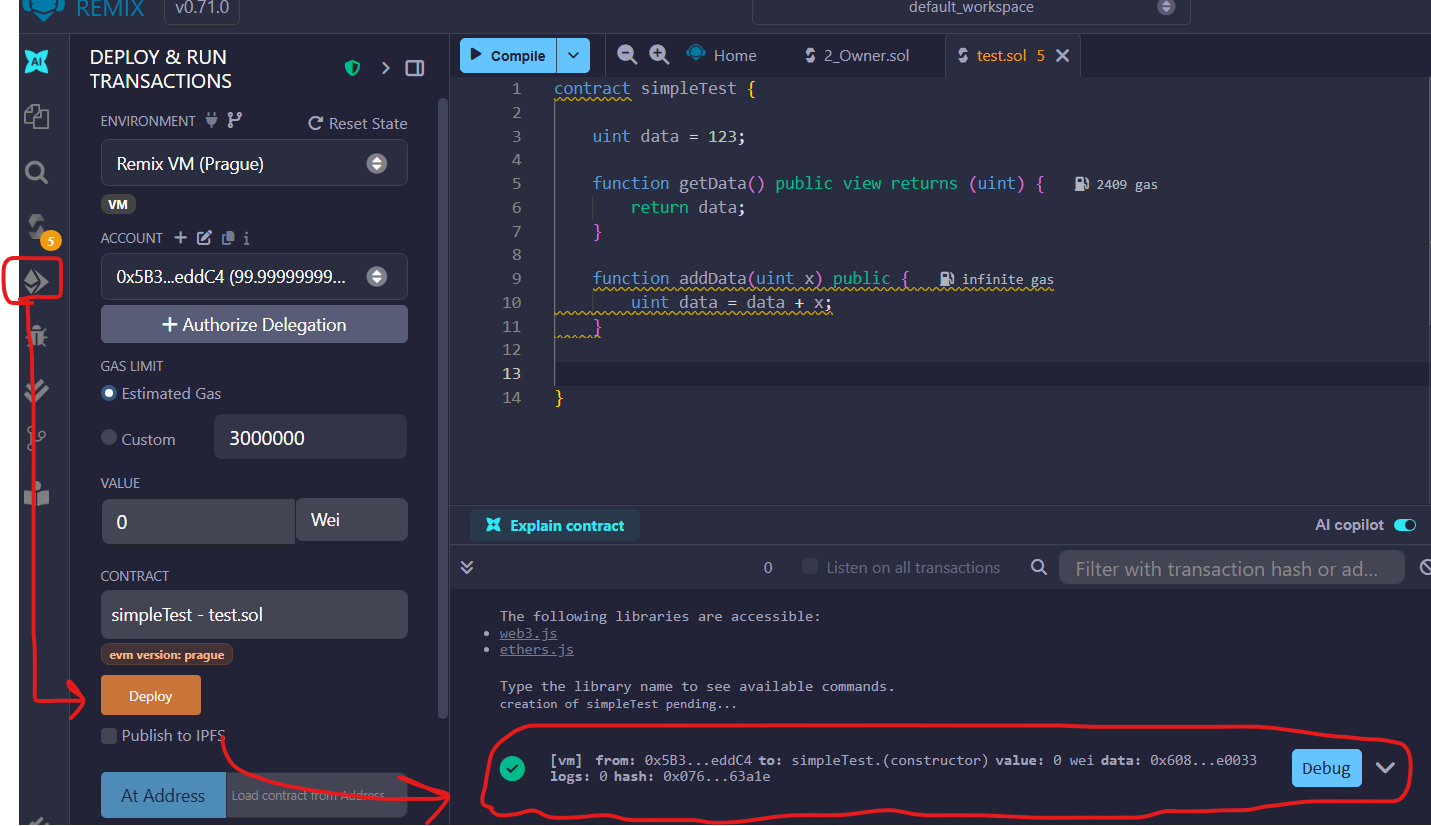 REMIX
v0.71.0
default_workspace
AI
DEPLOY & RUN
TRANSACTIONS
ENVIRONMENT
Reset State
Remix VM (Prague)
VM
ACCOUNT
i
0x5B3...eddC4 (99.99999999...
Authorize Delegation
GAS LIMIT
Estimated Gas
Custom
3000000
VALUE
0
Wei
CONTRACT
simpleTest - test.sol
evm version: prague
Deploy
Publish to IPFS
At Address
Load contract from Address
5
Compile
Home
2_Owner.sol
test.sol 5
1 contract simpleTest {
2
3 uint data = 123;
4
5 function getData() public view returns (uint) { 2409 gas
6 return data;
7 }
8
9 function addData(uint x) public { infinite gas
10 uint data = data + x;
11 }
12
13
14 }
Explain contract
AI copilot
0
Listen on all transactions
Filter with transaction hash or ad...
The following libraries are accessible:
• web3.js
• ethers.js
Type the library name to see available commands.
creation of simpleTest pending...
[vm] from: 0x5B3...eddC4 to: simpleTest.(constructor) value: 0 wei data: 0x608...e0033
logs: 0 hash: 0x076...63a1e
Debug